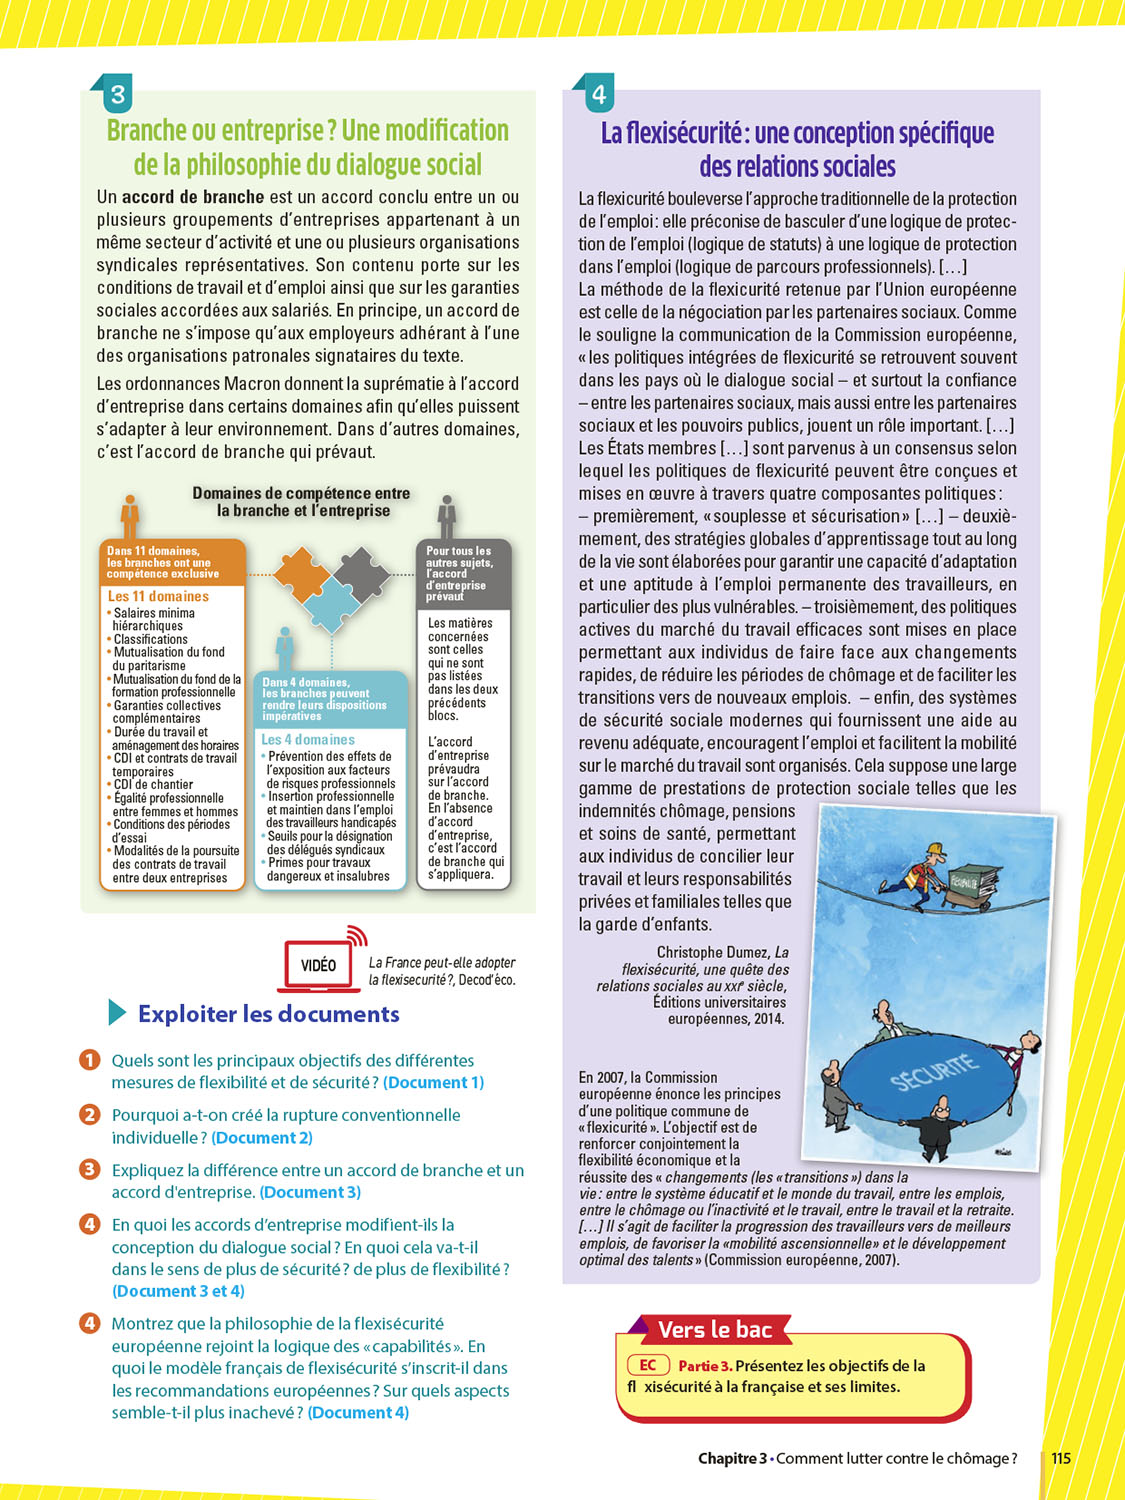 3
Branche ou entreprise ? Une modification
de la philosophie du dialogue social
Un accord de branche est un accord conclu entre un ou
plusieurs groupements d’entreprises appartenant à un
même secteur d’activité et une ou plusieurs organisations
syndicales représentatives. Son contenu porte sur les
conditions de travail et d’emploi ainsi que sur les garanties
sociales accordées aux salariés. En principe, un accord de
branche ne s’impose qu’aux employeurs adhérant à l’une
des organisations patronales signataires du texte.
Les ordonnances Macron donnent la suprématie à l’accord
d’entreprise dans certains domaines afin qu’elles puissent
s’adapter à leur environnement. Dans d’autres domaines,
c’est l’accord de branche qui prévaut.
Domaines de compétence entre
la branche et l’entreprise
Dans 11 domaines,
les branches ont une
compétence exclusive
Les 11 domaines
• Salaires minima
hiérarchiques
• Classifications
• Mutualisation du fond
du paritarisme
• Mutualisation du fond de la
formation professionnelle
• Garanties collectives
complémentaires
• Durée du travail et
aménagement des horaires
• CDI et contrats de travail
temporaires
• CDI de chantier
• Égalité professionnelle
entre femmes et hommes
• Conditions des périodes
d’essai
• Modalités de la poursuite
des contrats de travail
entre deux entreprises
Dans 4 domaines,
les branches peuvent
rendre leurs dispositions
impératives
Les 4 domaines
• Prévention des effets de
l’exposition aux facteurs
de risques professionnels
• Insertion professionnelle
et maintien dans l’emploi
des travailleurs handicapés
• Seuils pour la désignation
des délégués syndicaux
• Primes pour travaux
dangereux et insalubres
Pour tous les
autres sujets,
l’accord
d’entreprise
prévaut
Les matières
concernées
sont celles
qui ne sont
pas listées
dans les deux
précédents
blocs.
L’accord
d’entreprise
prévaudra
sur l’accord
de branche.
En l’absence
d’accord
d’entreprise,
c’est l’accord
de branche qui
s’appliquera.
VIDÉO
La France peut-elle adopter
la flexisecurité ?, Decod’éco.
Exploiter les documents
1 Quels sont les principaux objectifs des différentes
mesures de flexibilité et de sécurité ? (Document 1)
2 Pourquoi a-t-on créé la rupture conventionnelle
individuelle ? (Document 2)
3 Expliquez la différence entre un accord de branche et un
accord d'entreprise. (Document 3)
4 En quoi les accords d’entreprise modifient-ils la
conception du dialogue social ? En quoi cela va-t-il
dans le sens de plus de sécurité ? de plus de flexibilité ?
(Document 3 et 4)
4 Montrez que la philosophie de la flexisécurité
européenne rejoint la logique des « capabilités ». En
quoi le modèle français de flexisécurité s’inscrit-il dans
les recommandations européennes ? Sur quels aspects
semble-t-il plus inachevé ? (Document 4)
4
La flexisécurité : une conception spécifique
des relations sociales
La flexicurité bouleverse l’approche traditionnelle de la protection
de l’emploi : elle préconise de basculer d’une logique de protec-
tion de l’emploi (logique de statuts) à une logique de protection
dans l’emploi (logique de parcours professionnels). […]
La méthode de la flexicurité retenue par l’Union européenne
est celle de la négociation par les partenaires sociaux. Comme
le souligne la communication de la Commission européenne,
« les politiques intégrées de flexicurité se retrouvent souvent
dans les pays où le dialogue social – et surtout la confiance
– entre les partenaires sociaux, mais aussi entre les partenaires
sociaux et les pouvoirs publics, jouent un rôle important. […]
Les États membres […] sont parvenus à un consensus selon
lequel les politiques de flexicurité peuvent être conçues et
mises en œuvre à travers quatre composantes politiques :
– premièrement, « souplesse et sécurisation » […] – deuxiè-
mement, des stratégies globales d’apprentissage tout au long
de la vie sont élaborées pour garantir une capacité d’adaptation
et une aptitude à l’emploi permanente des travailleurs, en
particulier des plus vulnérables. – troisièmement, des politiques
actives du marché du travail efficaces sont mises en place
permettant aux individus de faire face aux changements
rapides, de réduire les périodes de chômage et de faciliter les
transitions vers de nouveaux emplois. – enfin, des systèmes
de sécurité sociale modernes qui fournissent une aide au
revenu adéquate, encouragent l’emploi et facilitent la mobilité
sur le marché du travail sont organisés. Cela suppose une large
gamme de prestations de protection sociale telles que les
indemnités chômage, pensions
et soins de santé, permettant
aux individus de concilier leur
travail et leurs responsabilités
privées et familiales telles que
la garde d’enfants.
Christophe Dumez, La
flexisécurité, une quête des
relations sociales au XXIe siècle,
Éditions universitaires
européennes, 2014.
SÉCURITÉ
En 2007, la Commission
européenne énonce les principes
d’une politique commune de
« flexicurité ». L’objectif est de
renforcer conjointement la
flexibilité économique et la
réussite des « changements (les « transitions ») dans la
vie : entre le système éducatif et le monde du travail, entre les emplois,
entre le chômage ou l’inactivité et le travail, entre le travail et la retraite.
[…] Il s’agit de faciliter la progression des travailleurs vers de meilleurs
emplois, de favoriser la «mobilité ascensionnelle» et le développement
optimal des talents » (Commission européenne, 2007).
Vers le bac
EC Partie 3. Présentez les objectifs de la
fl xisécurité à la française et ses limites.
Chapitre 3 • Comment lutter contre le chômage ? 115